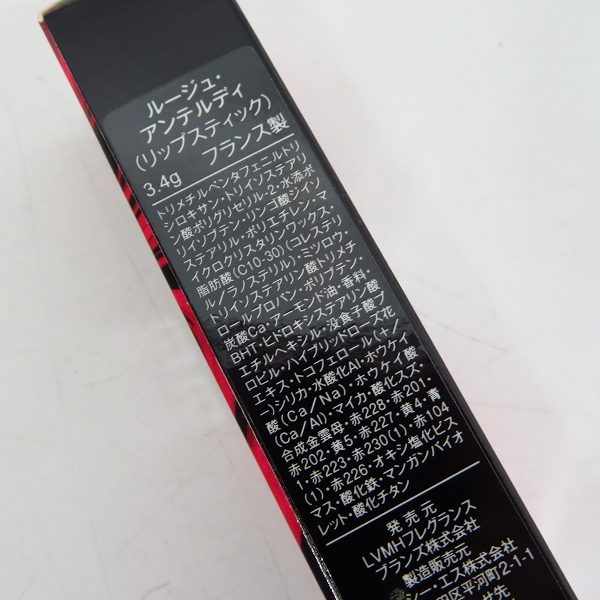 ルージュ・
アンテルディ
(リップスティック)
3.4g フランス製
トリメチルペンタフェニルトリ
シロキサン・トリイソステアリ
ン酸ポリグリセリル-2・水添ポ
リイソブテン・リンゴ酸ジイソ
ステアリル・ポリエチレン・マ
イクロクリスタリンワックス・
脂肪酸(C10-30)(コレステリ
ル/ラノステリル)・ミツロウ・
トリイソステアリン酸トリメチ
ロールプロパン・ポリブテン・
炭酸Ca・アーモンド油・香料・
BHT・ヒドロキシステアリン酸
エチルヘキシル・没食子酸プ
ロピル・ハイブリッドローズ花
エキス・トコフェロール・(+/
-)シリカ・水酸化Al・ホウケイ
酸(Ca/Na)・ホウケイ酸
(Ca/Al)・マイカ・酸化スズ・
合成金雲母・赤228・赤201・
赤202・黄5・赤227・黄4・青
1・赤223・赤230(1)・赤104
(1)・赤226・オキシ塩化ビス
マス・酸化鉄・マンガンバイオ
レット・酸化チタン
発売元
LVMHフレグランス
ブランズ株式会社
製造販売元
シー・エス株式会社
区平河町2-1-1
せ先